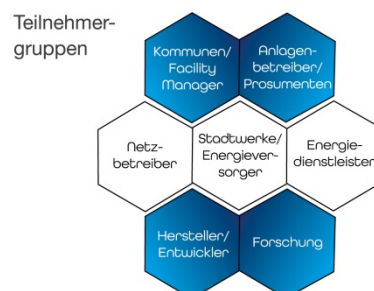 Teilnehmer-
gruppen
Kommunen/
Facility
Manager
Anlagen-
betreiber/
Prosumenten
Netz-
betreiber
Stadtwerke/
Energiever-
sorger
Energie-
dienstleister
Hersteller/
Entwickler
Forschung